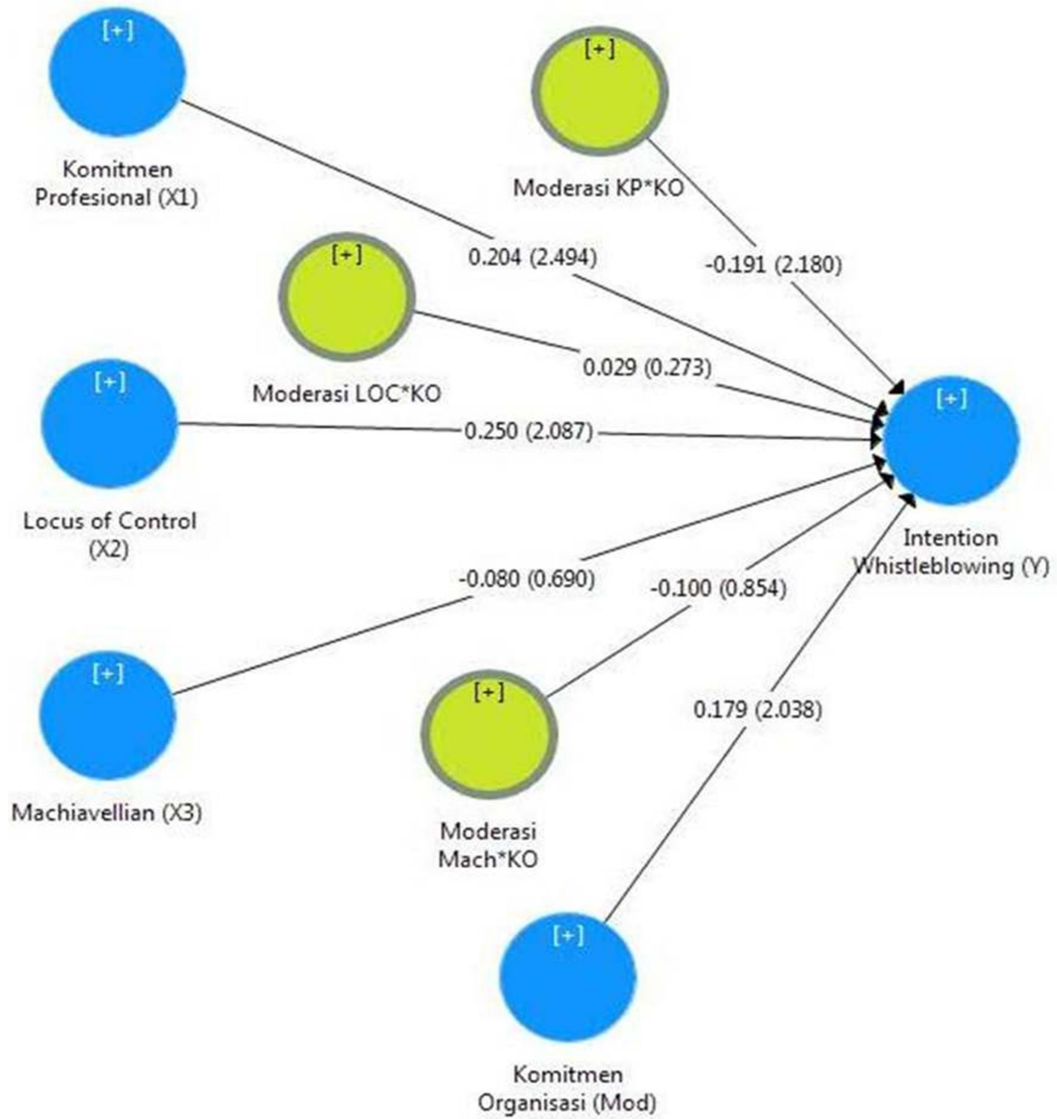 [+]
Komitmen
Profesional (X1)
[+]
Moderasi KP*KO
0.204 (2.494)
-0.191 (2.180)
[+]
Moderasi LOC*KO
0.029 (0.273)
[+]
Locus of Control
(X2)
0.250 (2.087)
[+]
Intention
Whistleblowing (Y)
-0.080 (0.690)
-0.100 (0.854)
[+]
Machiavellian (X3)
[+]
Moderasi
Mach*KO
0.179 (2.038)
[+]
Komitmen
Organisasi (Mod)